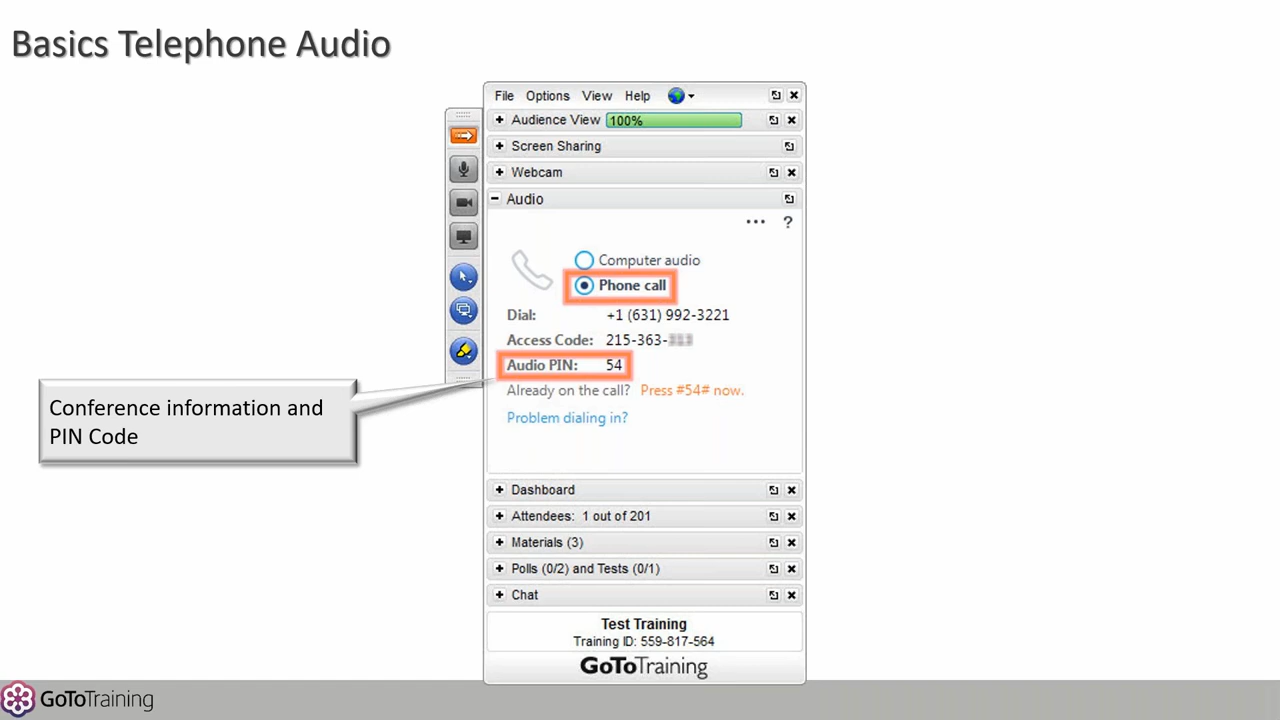 Basics Telephone Audio
File Options View Help
Audience View 100%
Screen Sharing
Webcam
Audio
... ?
Computer audio
Phone call
Dial: +1 (631) 992-3221
Access Code: 215-363-
Audio PIN: 54
Already on the call? Press #54# now.
Problem dialing in?
Conference information and
PIN Code
Dashboard
Attendees: 1 out of 201
Materials (3)
Polls (0/2) and Tests (0/1)
Chat
Test Training
Training ID: 559-817-564
GoToTraining
GoToTraining